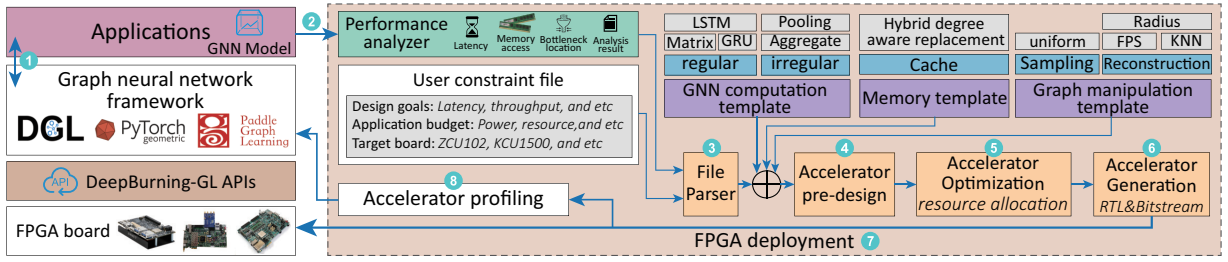 Applications
GNN Model
1
Graph neural network
framework
DGL
PyTorch
geometric
Paddle
Graph
Learning
API
DeepBurning-GL APIs
FPGA board
2
Performance
analyzer
Latency
Memory
access
Bottleneck
location
Analysis
result
User constraint file
Design goals: Latency, throughput, and etc
Application budget: Power, resource,and etc
Target board: ZCU102, KCU1500, and etc
8
Accelerator profiling
LSTM
Matrix
GRU
regular
Pooling
Aggregate
irregular
GNN computation
template
Hybrid degree
aware replacement
Cache
Memory template
Radius
uniform
FPS
KNN
Sampling
Reconstruction
Graph manipulation
template
3
File
Parser
4
Accelerator
pre-design
5
Accelerator
Optimization
resource allocation
6
Accelerator
Generation
RTL&Bitstream
FPGA deployment 7